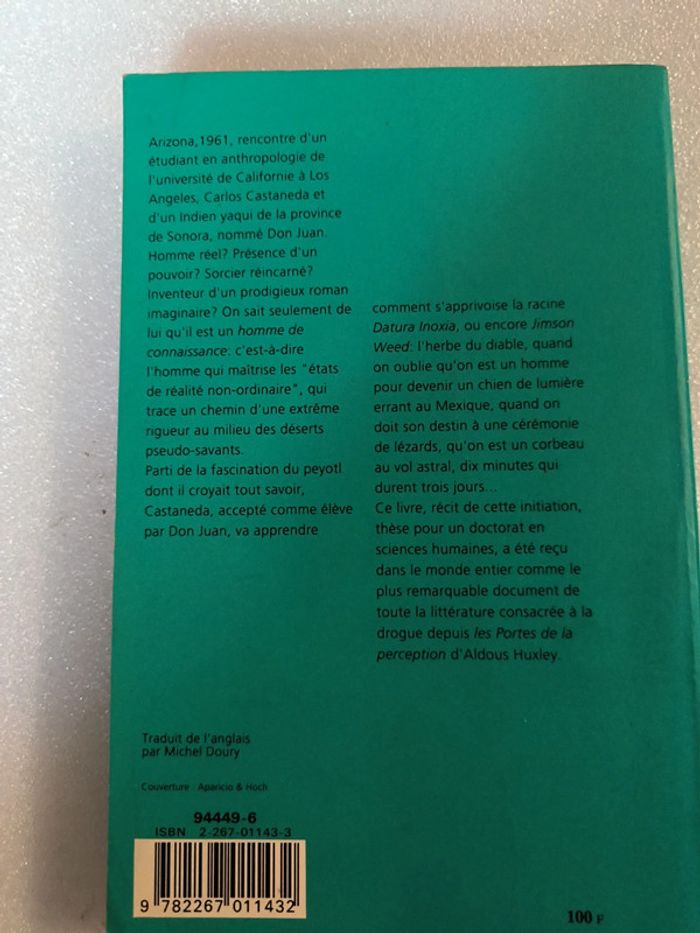 Arizona,1961, rencontre d'un
étudiant en anthropologie de
l'université de Californie à Los
Angeles, Carlos Castaneda et
d'un Indien yaqui de la province
de Sonora, nommé Don Juan.
Homme réel? Présence d'un
pouvoir? Sorcier réincarné?
Inventeur d'un prodigieux roman
imaginaire? On sait seulement de
lui qu'il est un homme de
connaissance: c'est-à-dire
l'homme qui maîtrise les "états
de réalité non-ordinaire", qui
trace un chemin d'une extrême
rigueur au milieu des déserts
pseudo-savants.
Parti de la fascination du peyotl
dont il croyait tout savoir,
Castaneda, accepté comme élève
par Don Juan, va apprendre
comment s'apprivoise la racine
Datura Inoxia, ou encore Jimson
Weed: l'herbe du diable, quand
on oublie qu'on est un homme
pour devenir un chien de lumière
errant au Mexique, quand on
doit son destin à une cérémonie
de lézards, qu'on est un corbeau
au vol astral, dix minutes qui
durent trois jours...
Ce livre, récit de cette initiation,
thèse pour un doctorat en
sciences humaines, a été reçu
dans le monde entier comme le
plus remarquable document de
toute la littérature consacrée à la
drogue depuis les Portes de la
perception d'Aldous Huxley.
Traduit de l'anglais
par Michel Doury
Couverture : Aparicio & Hoch
94449-6
ISBN 2-267-01143-3
9 782267 011432
100 F